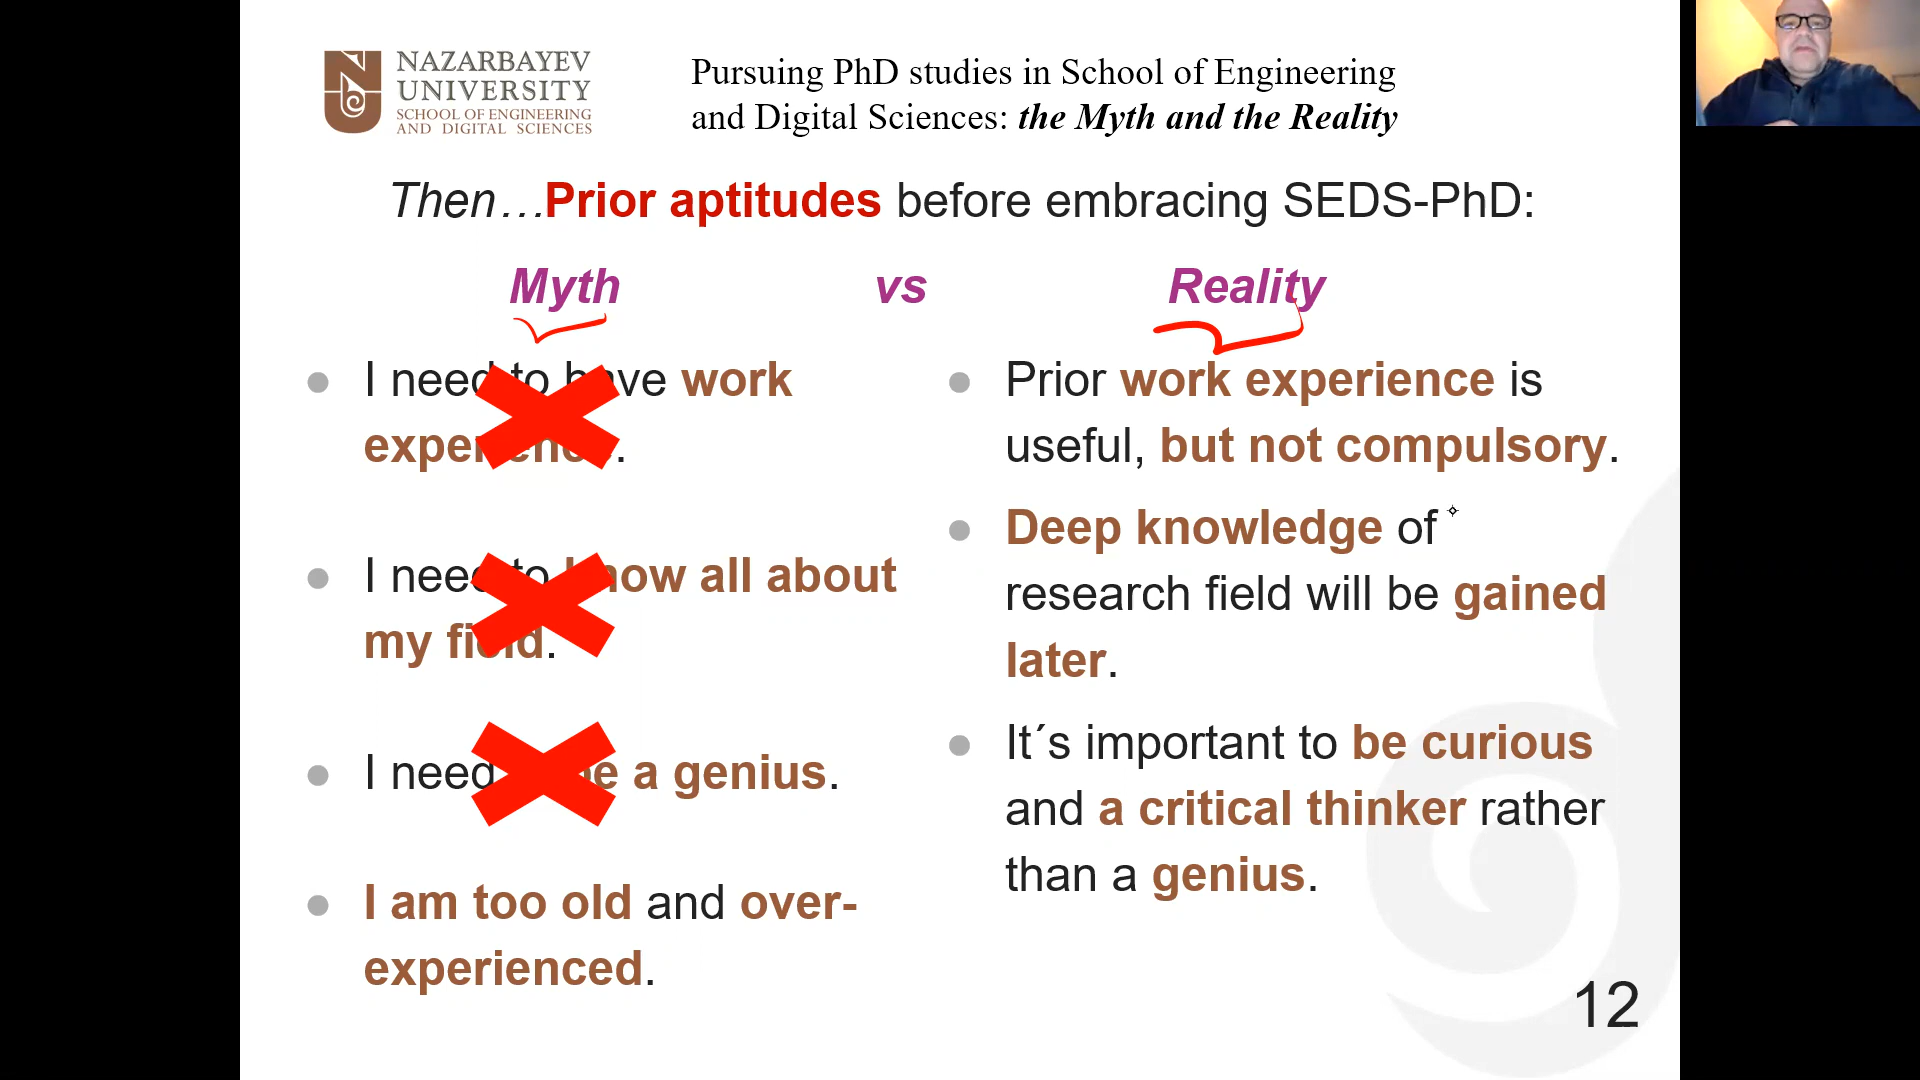 NAZARBAYEV
UNIVERSITY
SCHOOL OF ENGINEERING
AND DIGITAL SCIENCES
Pursuing PhD studies in School of Engineering
and Digital Sciences: the Myth and the Reality
Then…Prior aptitudes before embracing SEDS-PhD:
Myth vs Reality
I need to have work
experience.
I need to know all about
my field.
I need be a genius.
I am too old and over-
experienced.
Prior work experience is
useful, but not compulsory.
Deep knowledge of
research field will be gained
later.
It´s important to be curious
and a critical thinker rather
than a genius.
12